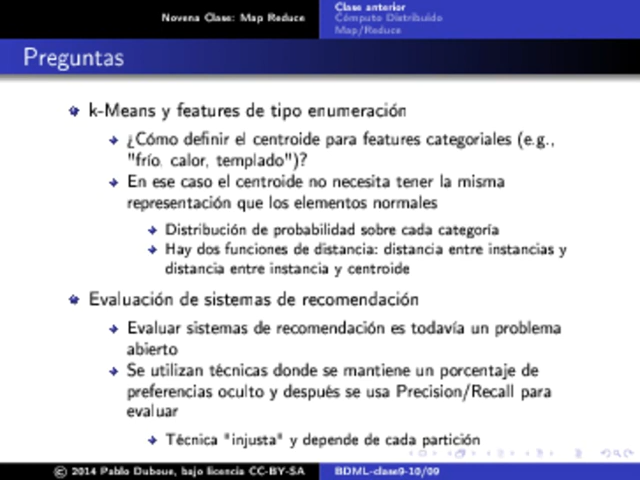 Novena Clase: Map Reduce
Clase anterior
Cómputo Distribuido
Map/Reduce
Preguntas
k-Means y features de tipo enumeración
¿Cómo definir el centroide para features categoriales (e.g.,
"frío, calor, templado")?
En ese caso el centroide no necesita tener la misma
representación que los elementos normales
Distribución de probabilidad sobre cada categoría
Hay dos funciones de distancia: distancia entre instancias y
distancia entre instancia y centroide
Evaluación de sistemas de recomendación
Evaluar sistemas de recomendación es todavía un problema
abierto
Se utilizan técnicas donde se mantiene un porcentaje de
preferencias oculto y después se usa Precision/Recall para
evaluar
Técnica "injusta" y depende de cada partición
© 2014 Pablo Duboue, bajo licencia CC-BY-SA
BDML-clase9-10/09